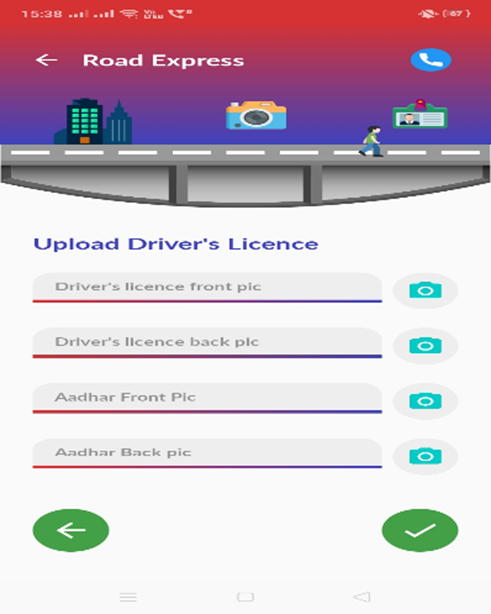 15:38
67
Road Express
Upload Driver's Licence
Driver's licence front pic
Driver's licence back pic
Aadhar Front Pic
Aadhar Back pic